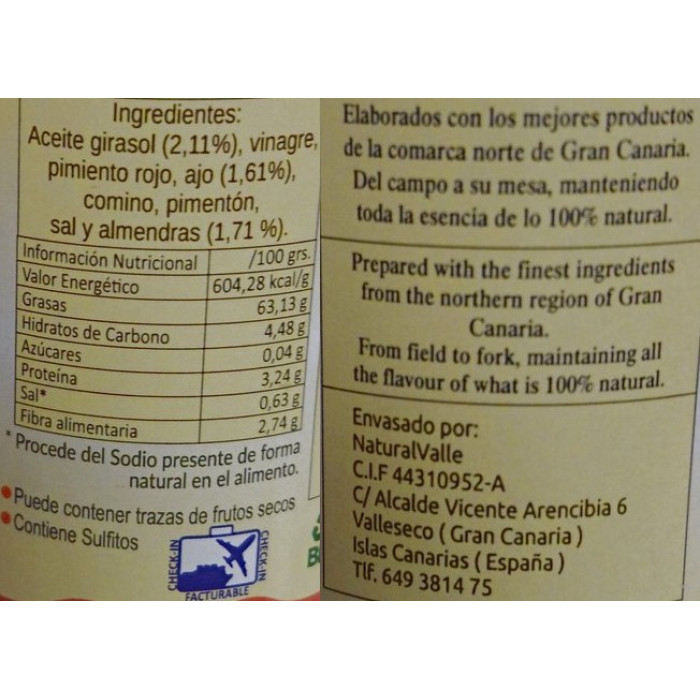 Ingredientes:
Aceite girasol (2,11%), vinagre,
pimiento rojo, ajo (1,61%),
comino, pimentón,
sal y almendras (1,71 %).
Información Nutricional /100 grs.
Valor Energético 604,28 kcal/g
Grasas 63,13 g
Hidratos de Carbono 4,48 g
Azúcares 0,04 g
Proteína 3,24 g
Sal* 0,63 g
Fibra alimentaria 2,74 g
* Procede del Sodio presente de forma
natural en el alimento.
Puede contener trazas de frutos secos
Contiene Sulfitos
CHECK-IN
CHECK-IN
FACTURABLE
Elaborados con los mejores productos
de la comarca norte de Gran Canaria.
Del campo a su mesa, manteniendo
toda la esencia de lo 100% natural.
Prepared with the finest ingredients
from the northern region of Gran
Canaria.
From field to fork, maintaining all
the flavour of what is 100% natural.
Envasado por:
NaturalValle
C.I.F 44310952-A
C/ Alcalde Vicente Arencibia 6
Valleseco ( Gran Canaria )
Islas Canarias ( España )
Tlf. 649 3814 75